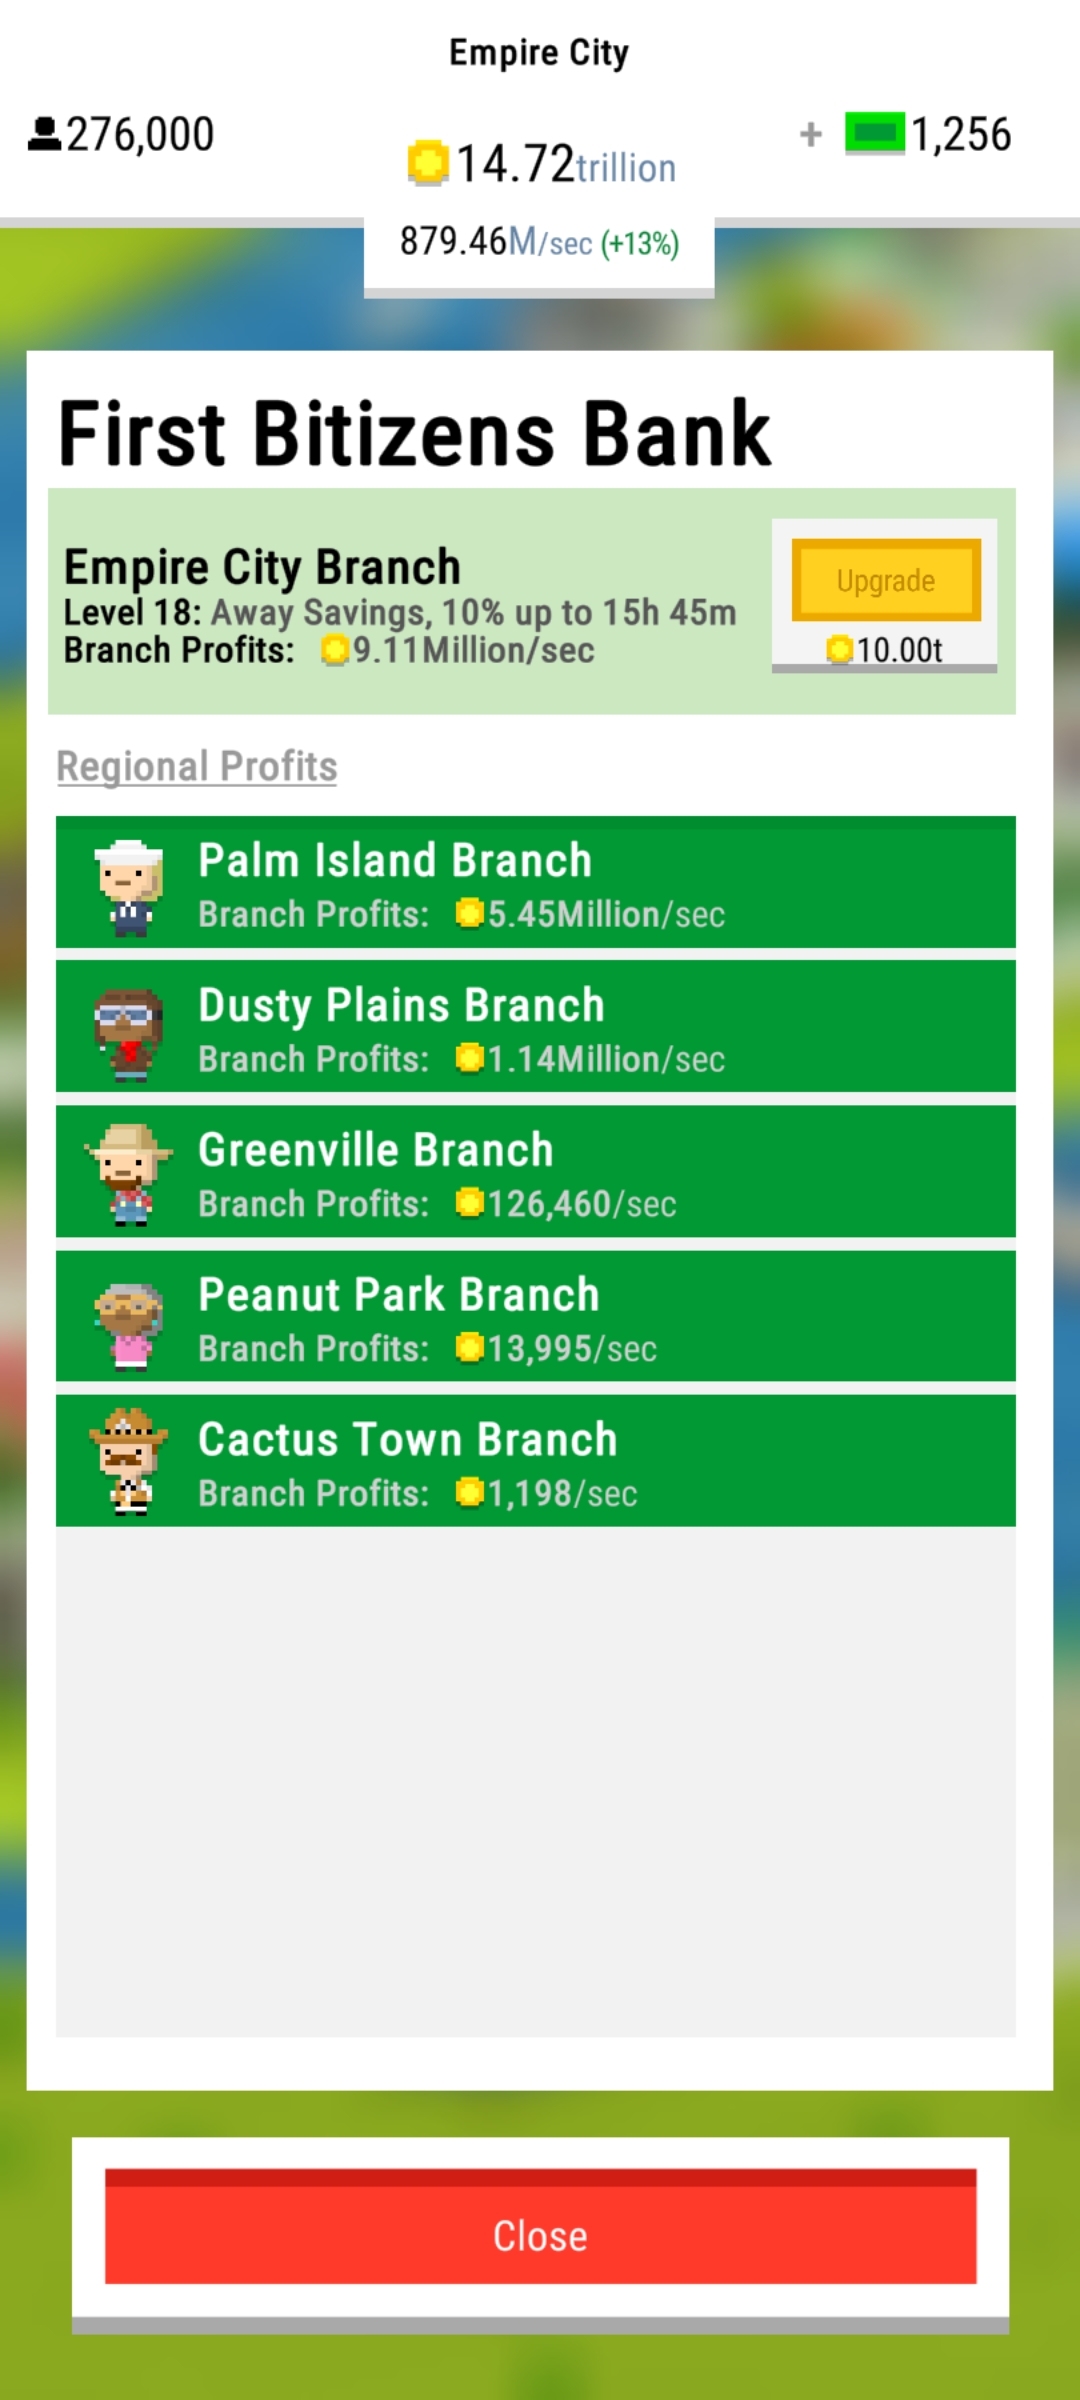 Empire City
276,000
14.72trillion
+ 1,256
879.46M/sec (+13%)
First Bitizens Bank
Empire City Branch
Level 18: Away Savings, 10% up to 15h 45m
Branch Profits: 9.11Million/sec
Upgrade
10.00t
Regional Profits
Palm Island Branch
Branch Profits: 5.45Million/sec
Dusty Plains Branch
Branch Profits: 1.14Million/sec
Greenville Branch
Branch Profits: 126,460/sec
Peanut Park Branch
Branch Profits: 13,995/sec
Cactus Town Branch
Branch Profits: 1,198/sec
Close